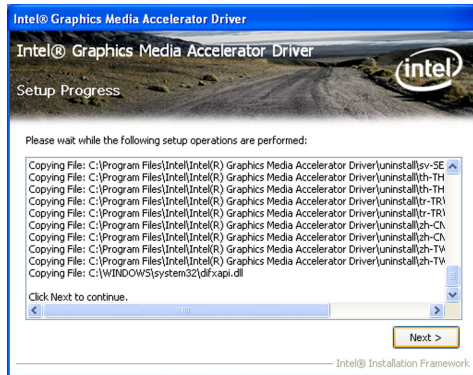 Intel® Graphics Media Accelerator Driver
Intel® Graphics Media Accelerator Driver
intel
Setup Progress
Please wait while the following setup operations are performed:
Copying File: C:\Program Files\Intel\Intel(R) Graphics Media Accelerator Driver\uninstall\sv-SE
Copying File: C:\Program Files\Intel\Intel(R) Graphics Media Accelerator Driver\uninstall\th-TH
Copying File: C:\Program Files\Intel\Intel(R) Graphics Media Accelerator Driver\uninstall\th-TH
Copying File: C:\Program Files\Intel\Intel(R) Graphics Media Accelerator Driver\uninstall\tr-TR\
Copying File: C:\Program Files\Intel\Intel(R) Graphics Media Accelerator Driver\uninstall\tr-TR\
Copying File: C:\Program Files\Intel\Intel(R) Graphics Media Accelerator Driver\uninstall\zh-CN
Copying File: C:\Program Files\Intel\Intel(R) Graphics Media Accelerator Driver\uninstall\zh-CN
Copying File: C:\Program Files\Intel\Intel(R) Graphics Media Accelerator Driver\uninstall\zh-TW
Copying File: C:\Program Files\Intel\Intel(R) Graphics Media Accelerator Driver\uninstall\zh-TW
Copying File: C:\WINDOWS\system32\difxapi.dll
Click Next to continue.
Next >
Intel® Installation Framework